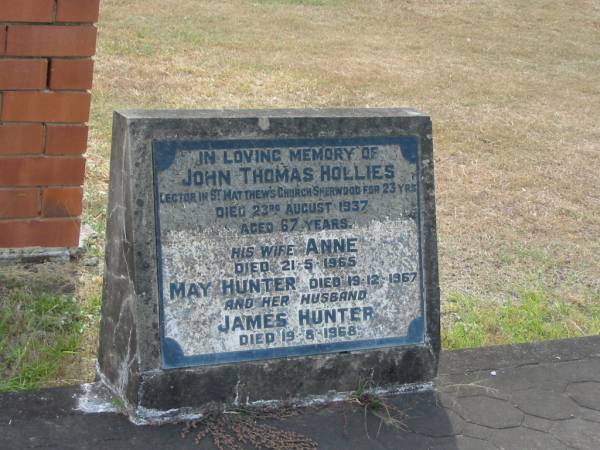 IN LOVING MEMORY OF
JOHN THOMAS HOLLIES
LECTOR IN ST MATTHEW'S CHURCH SHERWOOD FOR 23 YRS
DIED 23RD AUGUST 1937
AGED 67 YEARS.
HIS WIFE ANNE
DIED 21-5-1965
MAY HUNTER DIED 19-12-1967
AND HER HUSBAND
JAMES HUNTER
DIED 19-8-1968